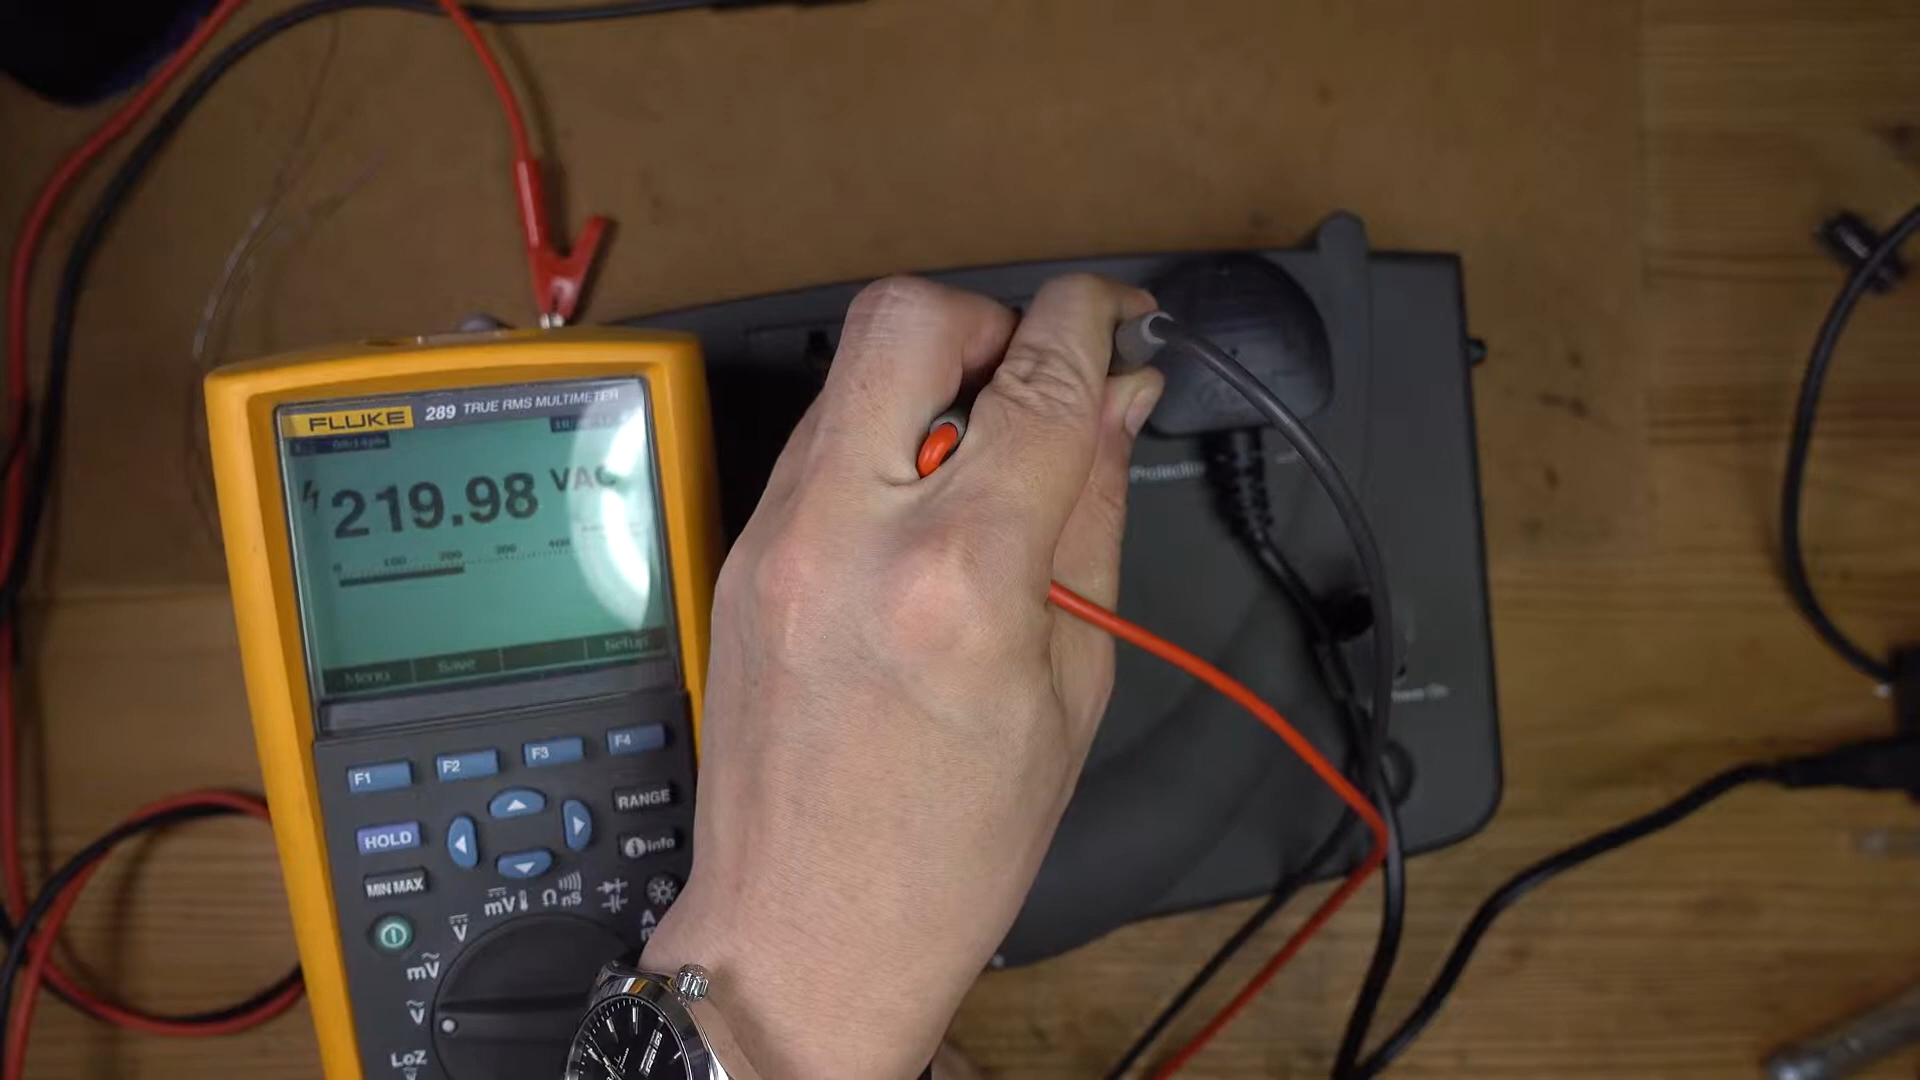 FLUKE 289 TRUE RMS MULTIMETER
219.98 VAC
0 100 200 300 400
Menu Save Setup
F1 F2 F3 F4
HOLD RANGE
MIN MAX info
mV Ω nS
V A
mV
V
LoZ
V
Protection